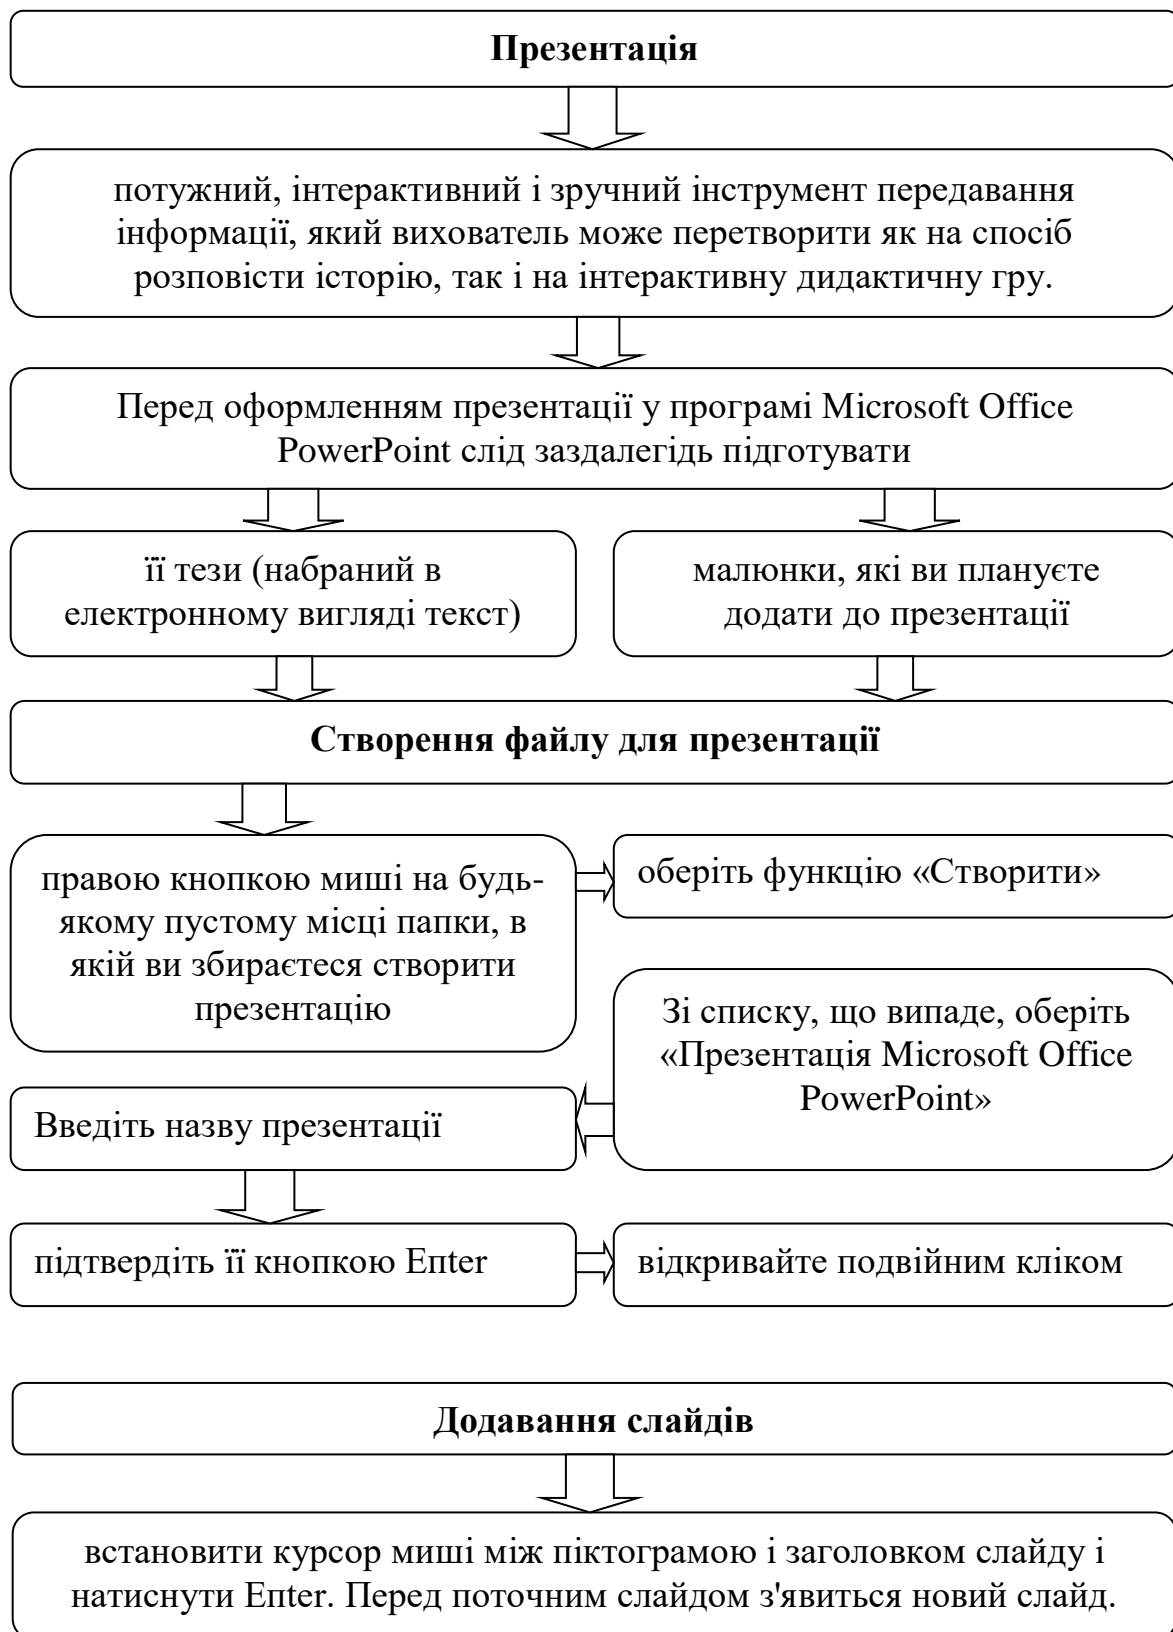 Презентація
потужний, інтерактивний і зручний інструмент передавання
інформації, який вихователь може перетворити як на спосіб
розповісти історію, так і на інтерактивну дидактичну гру.
Перед оформленням презентації у програмі Microsoft Office
PowerPoint слід заздалегідь підготувати
її тези (набраний в
електронному вигляді текст)
малюнки, які ви плануєте
додати до презентації
Створення файлу для презентації
правою кнопкою миші на будь-
якому пустому місці папки, в
якій ви збираєтеся створити
презентацію
оберіть функцію «Створити»
Зі списку, що випаде, оберіть
«Презентація Microsoft Office
PowerPoint»
Введіть назву презентації
підтвердіть її кнопкою Eпter
відкривайте подвійним кліком
Додавання слайдів
встановити курсор миші між піктограмою і заголовком слайду і
натиснути Eпter. Перед поточним слайдом з'явиться новий слайд.